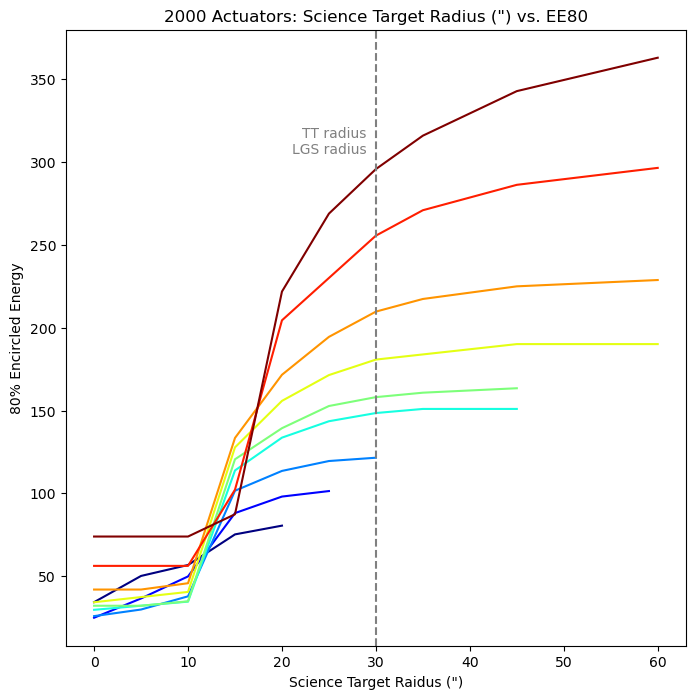 2000 Actuators: Science Target Radius (") vs. EE80
80% Encircled Energy
350
300
250
200
150
100
50
TT radius
LGS radius
0
10
20
30
40
50
60
Science Target Raidus (")